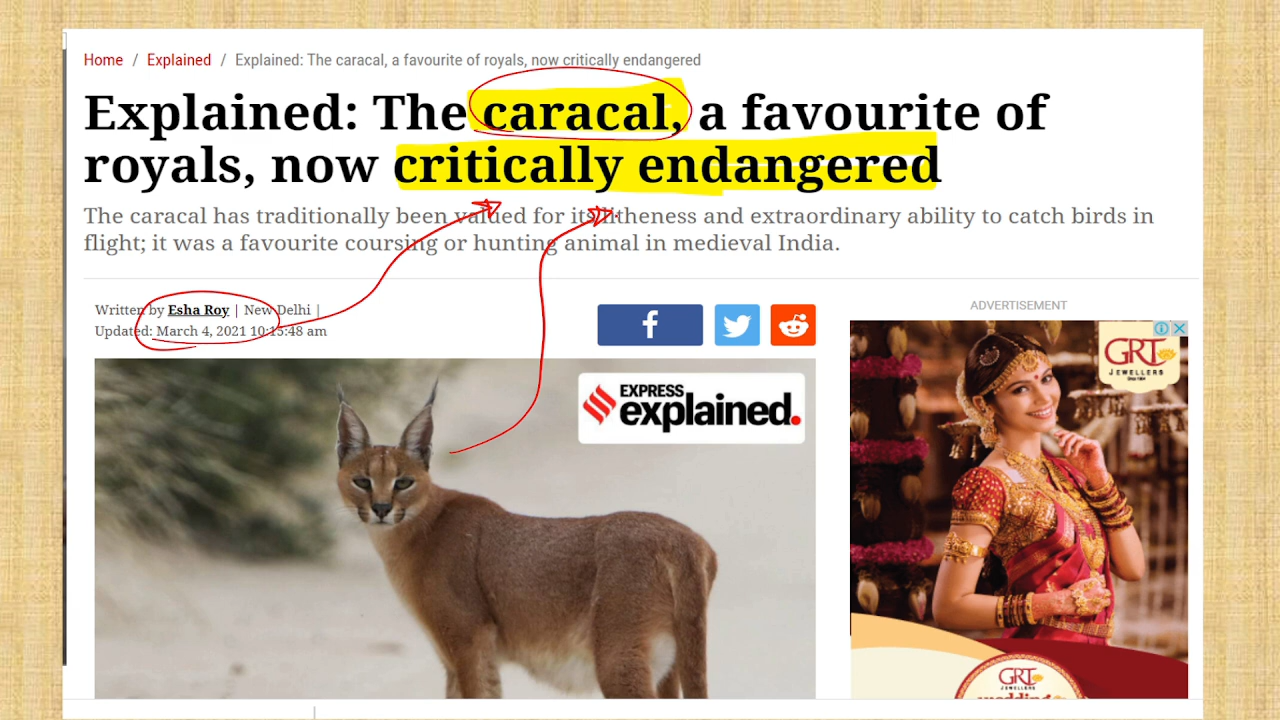 Home / Explained / Explained: The caracal, a favourite of royals, now critically endangered
Explained: The caracal, a favourite of
royals, now critically endangered
The caracal has traditionally been valued for its litheness and extraordinary ability to catch birds in
flight; it was a favourite coursing or hunting animal in medieval India.
Written by Esha Roy | New Delhi |
Updated: March 4, 2021 10:15:48 am
f
EXPRESS
explained.
ADVERTISEMENT
GRT
JEWELLERS
Since 1964
GRT
JEWELLERS